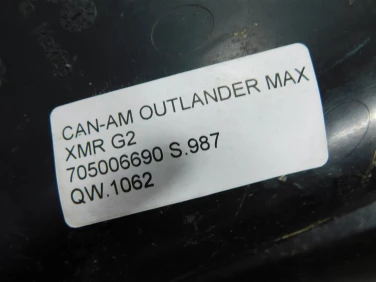 CAN-AM OUTLANDER MAX
XMR G2
705006690 S.987
QW.1062